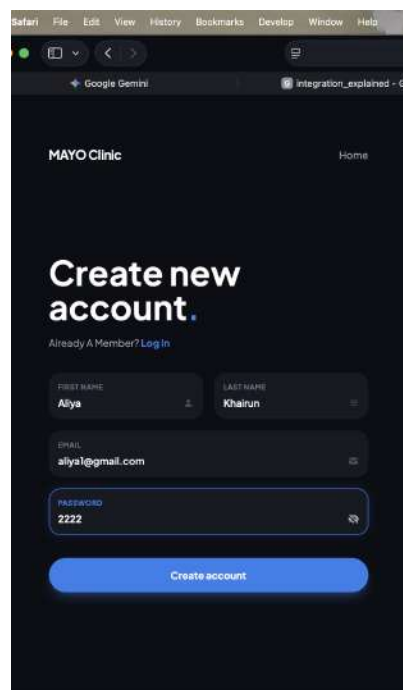 Safari File Edit View History Bookmarks Develop Window Help
Google Gemini
integration_explained - G
MAYO Clinic
Home
Create new
account.
Already A Member? Log in
FIRST NAME
LAST NAME
Aliya
Khairun
EMAIL
aliya1@gmail.com
PASSWORD
2222
Create account